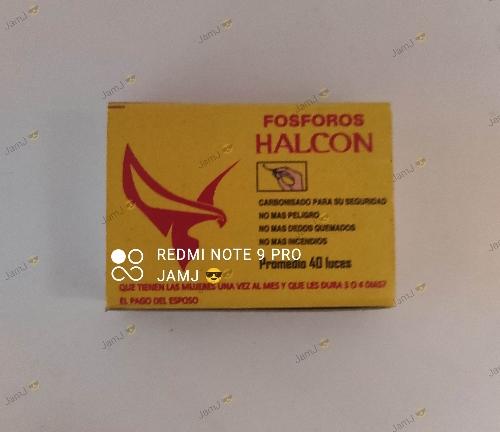 FOSFOROS
HALCON
CARBONISADO PARA SU SEGURIDAD
NO MAS PELIGRO
NO MAS DEDOS QUEMADOS
NO MAS INCENDIOS
Promedio 40 luces
REDMI NOTE 9 PRO
JAMJ 😎
QUE TIENEN LAS MUJERES UNA VEZ AL MES Y QUE LES DURA 3 O 4 DIAS?
EL PAGO DEL ESPOSO
JamJ 😎